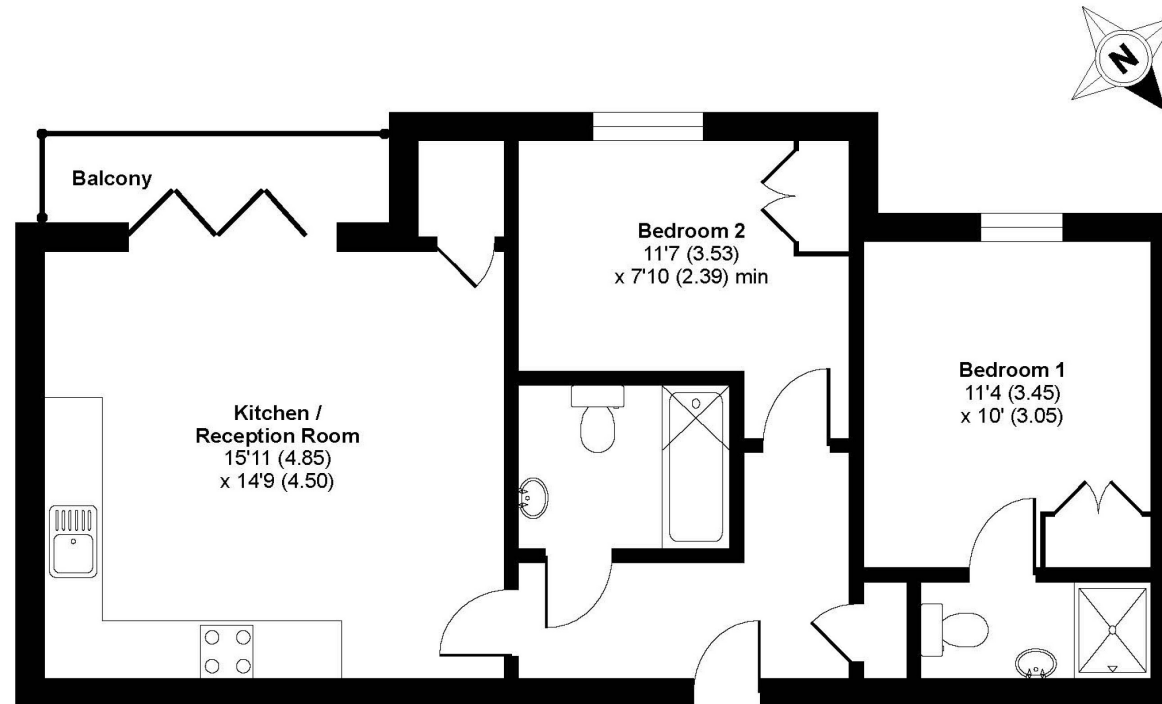 N
Balcony
Bedroom 2
11'7 (3.53)
x 7'10 (2.39) min
Bedroom 1
11'4 (3.45)
x 10' (3.05)
Kitchen /
Reception Room
15'11 (4.85)
x 14'9 (4.50)